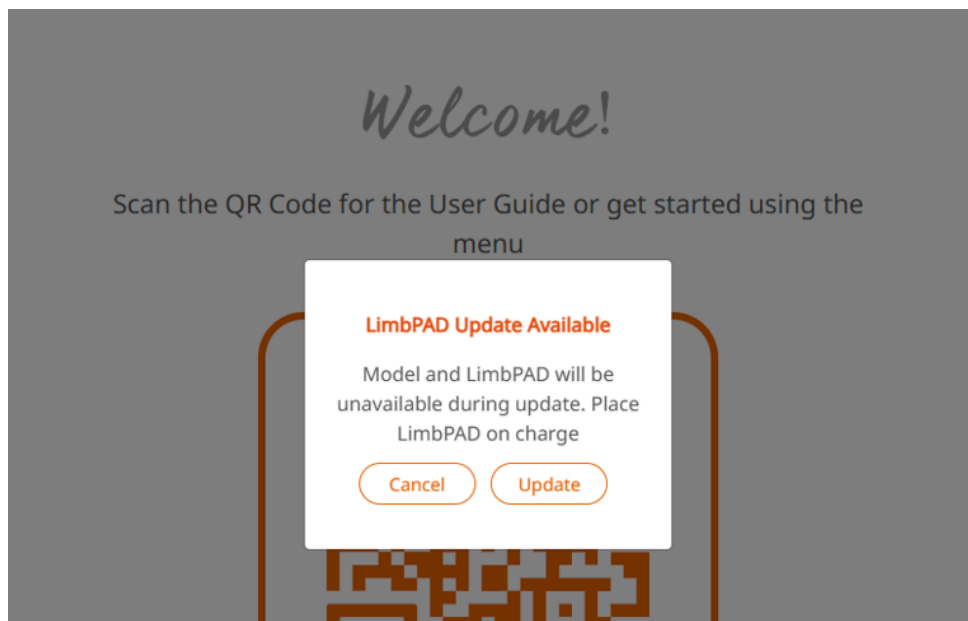 Welcome!
Scan the QR Code for the User Guide or get started using the
menu
LimbPAD Update Available
Model and LimbPAD will be
unavailable during update. Place
LimbPAD on charge
Cancel Update